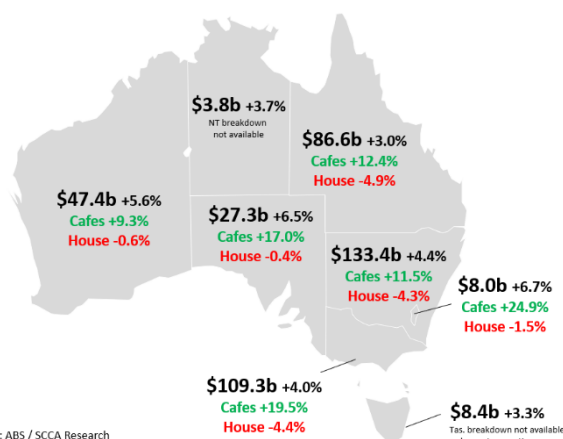 $3.8b +3.7%
NT breakdown
not available
$86.6b +3.0%
Cafes +12.4%
House -4.9%
$47.4b +5.6%
Cafes +9.3%
House -0.6%
$27.3b +6.5%
Cafes +17.0%
House -0.4%
$133.4b +4.4%
Cafes +11.5%
House -4.3%
$8.0b +6.7%
Cafes +24.9%
House -1.5%
$109.3b +4.0%
Cafes +19.5%
House -4.4%
$8.4b +3.3%
Tas. breakdown not available
: ABS / SCCA Research